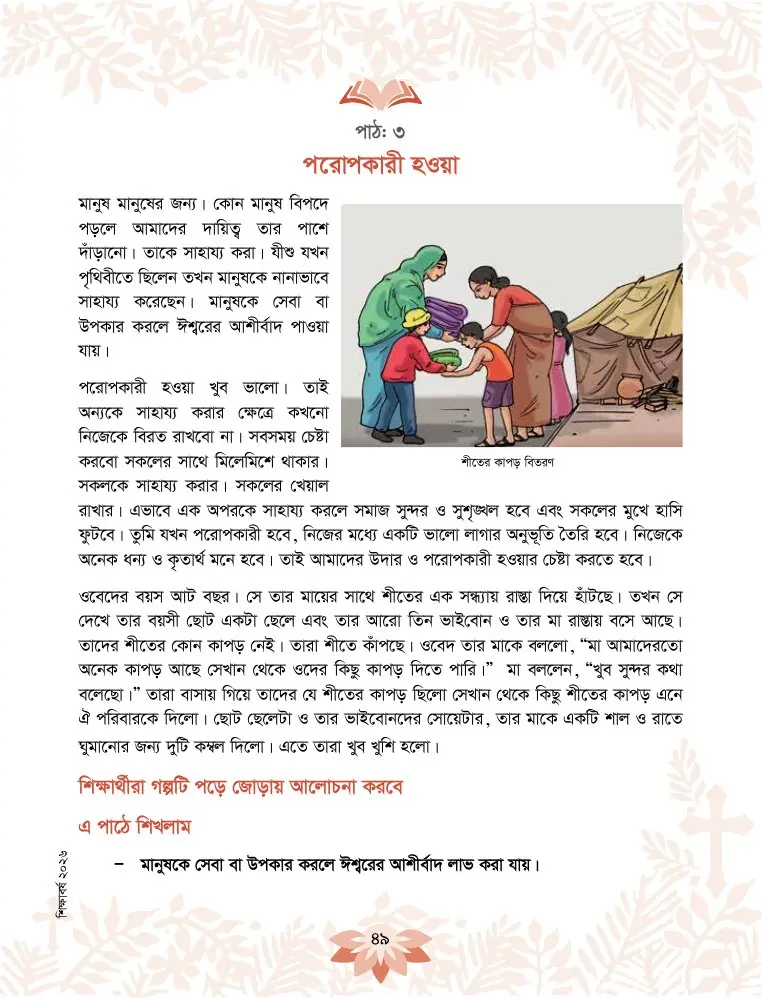 পাঠ: ৩
পরোপকারী হওয়া
মানুষ মানুষের জন্য। কোন মানুষ বিপদে
পড়লে আমাদের দায়িত্ব তার পাশে
দাঁড়ানো। তাকে সাহায্য করা। যীশু যখন
পৃথিবীতে ছিলেন তখন মানুষকে নানাভাবে
সাহায্য করেছেন। মানুষকে সেবা বা
উপকার করলে ঈশ্বরের আশীর্বাদ পাওয়া
যায়।
পরোপকারী হওয়া খুব ভালো। তাই
অন্যকে সাহায্য করার ক্ষেত্রে কখনো
নিজেকে বিরত রাখবো না। সবসময় চেষ্টা
করবো সকলের সাথে মিলেমিশে থাকার।
সকলকে সাহায্য করার। সকলের খেয়াল
শীতের কাপড় বিতরণ
রাখার। এভাবে এক অপরকে সাহায্য করলে সমাজ সুন্দর ও সুশৃঙ্খল হবে এবং সকলের মুখে হাসি
ফুটবে। তুমি যখন পরোপকারী হবে, নিজের মধ্যে একটি ভালো লাগার অনুভূতি তৈরি হবে। নিজেকে
অনেক ধন্য ও কৃতার্থ মনে হবে। তাই আমাদের উদার ও পরোপকারী হওয়ার চেষ্টা করতে হবে।
ওবেদের বয়স আট বছর। সে তার মায়ের সাথে শীতের এক সন্ধ্যায় রাস্তা দিয়ে হাঁটছে। তখন সে
দেখে তার বয়সী ছোট একটা ছেলে এবং তার আরো তিন ভাইবোন ও তার মা রাস্তায় বসে আছে।
তাদের শীতের কোন কাপড় নেই। তারা শীতে কাঁপছে। ওবেদ তার মাকে বললো, “মা আমাদেরতো
অনেক কাপড় আছে সেখান থেকে ওদের কিছু কাপড় দিতে পারি।” মা বললেন, “খুব সুন্দর কথা
বলেছো।” তারা বাসায় গিয়ে তাদের যে শীতের কাপড় ছিলো সেখান থেকে কিছু শীতের কাপড় এনে
ঐ পরিবারকে দিলো। ছোট ছেলেটা ও তার ভাইবোনদের সোয়েটার, তার মাকে একটি শাল ও রাতে
ঘুমানোর জন্য দুটি কম্বল দিলো। এতে তারা খুব খুশি হলো।
শিক্ষার্থীরা গল্পটি পড়ে জোড়ায় আলোচনা করবে
এ পাঠে শিখলাম
– মানুষকে সেবা বা উপকার করলে ঈশ্বরের আশীর্বাদ লাভ করা যায়।
শিক্ষাবর্ষ ২০২৬
৪৯